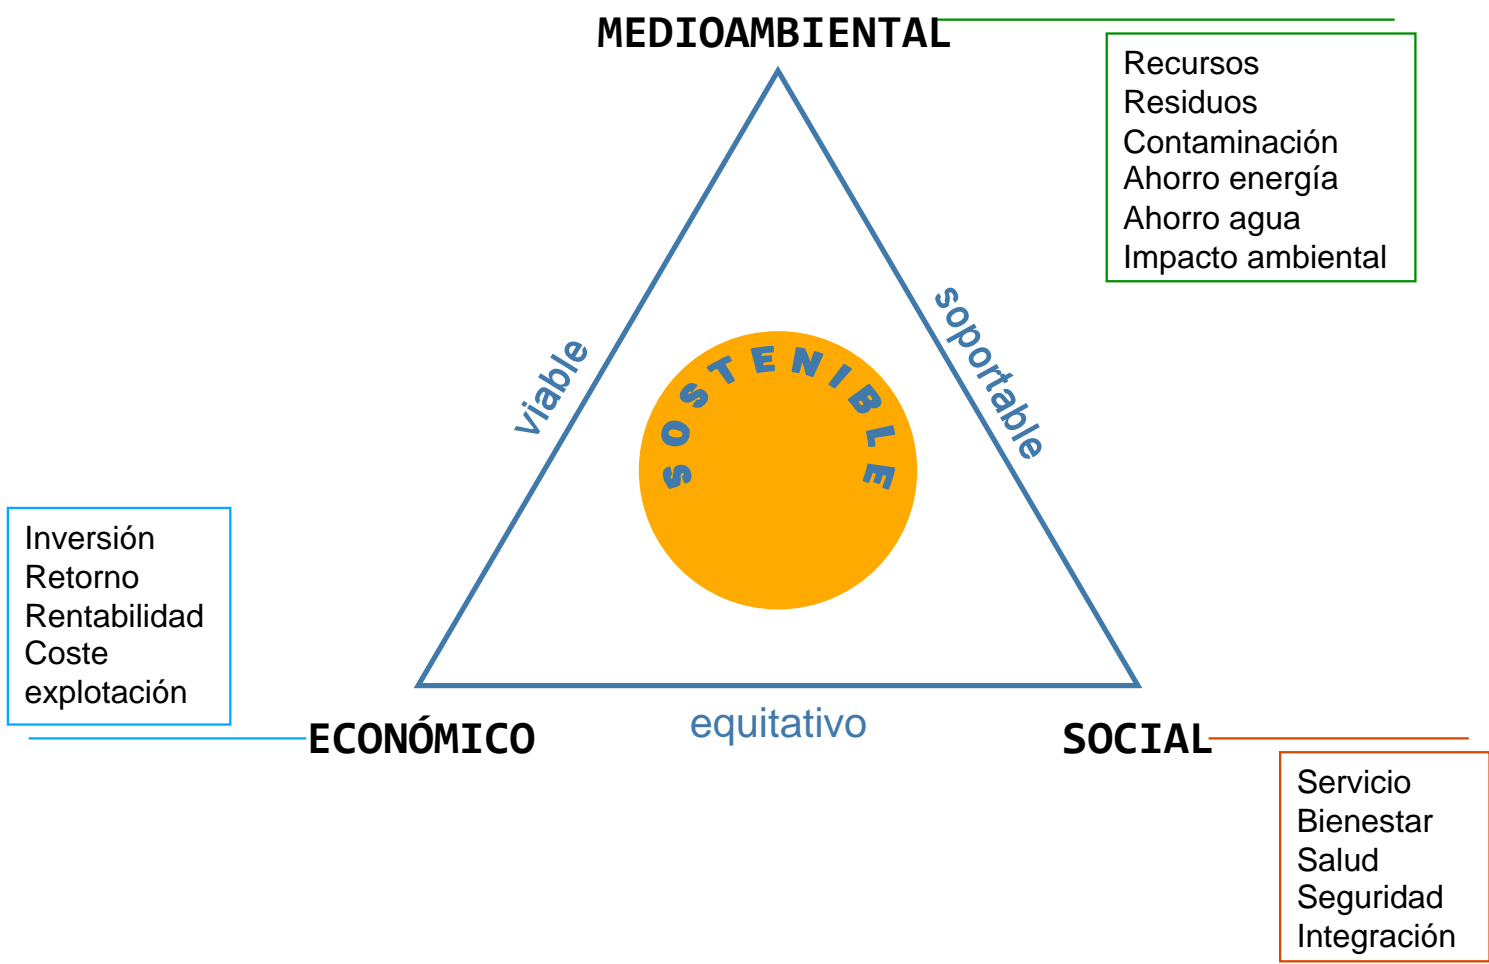 MEDIOAMBIENTAL
Recursos
Residuos
Contaminación
Ahorro energía
Ahorro agua
Impacto ambiental
viable
soportable
SOSTENIBLE
Inversión
Retorno
Rentabilidad
Coste
explotación
ECONÓMICO
equitativo
SOCIAL
Servicio
Bienestar
Salud
Seguridad
Integración